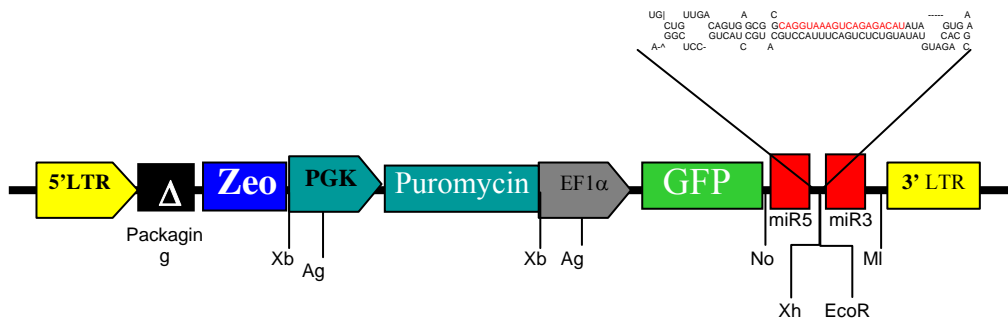 UG| UUGA A C ----- A
CUG CAGUG GCG GCAGGUAAAGUCAGAGACAUAUA GUG A
GGC GUCAU CGU CGUCCAUUUCAGUCUCUGUAUAU CAC G
A-^ UCC- C A GUAGA C
5'LTR
Δ
Zeo
PGK
Puromycin
EF1α
GFP
3' LTR
miR5
miR3
Packagin
g
Xb
Ag
Xb
Ag
No
Ml
Xh
EcoR